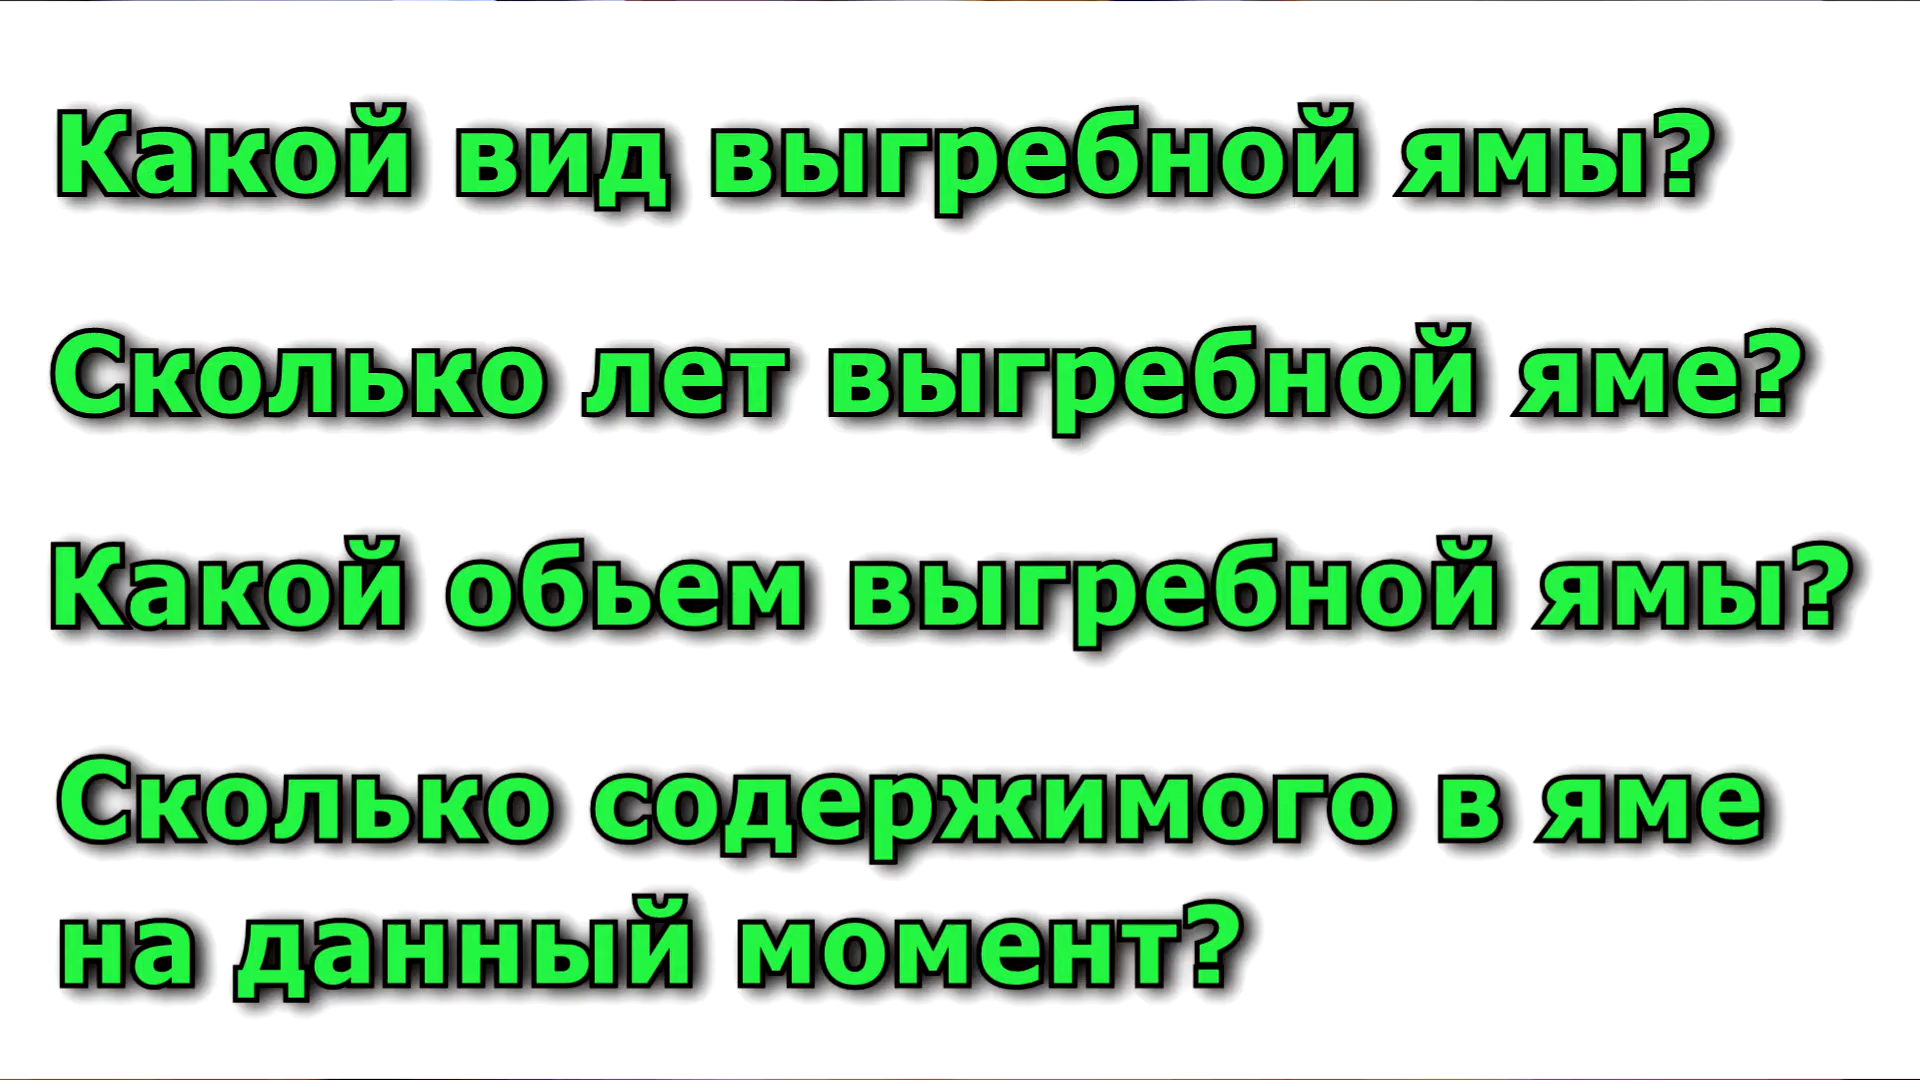 Какой вид выгребной ямы?
Сколько лет выгребной яме?
Какой обьем выгребной ямы?
Сколько содержимого в яме
на данный момент?